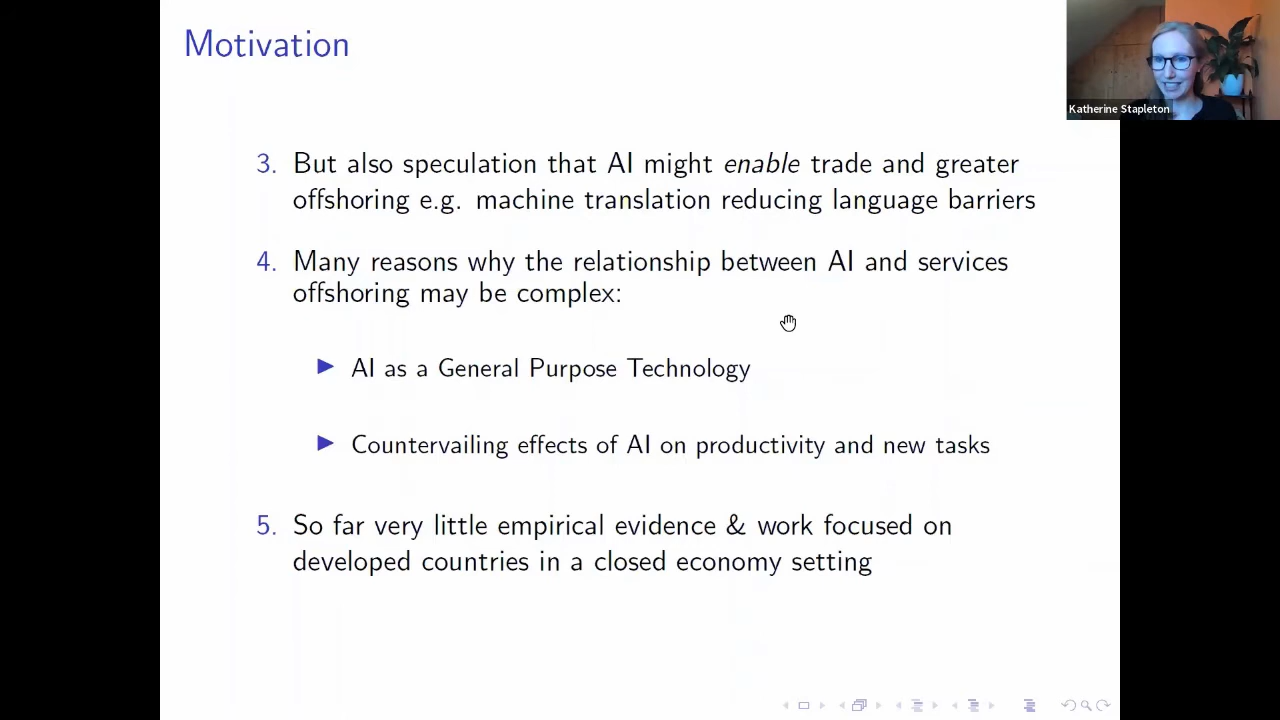 Motivation
Katherine Stapleton
3. But also speculation that AI might enable trade and greater
offshoring e.g. machine translation reducing language barriers
4. Many reasons why the relationship between AI and services
offshoring may be complex:
AI as a General Purpose Technology
Countervailing effects of AI on productivity and new tasks
5. So far very little empirical evidence & work focused on
developed countries in a closed economy setting